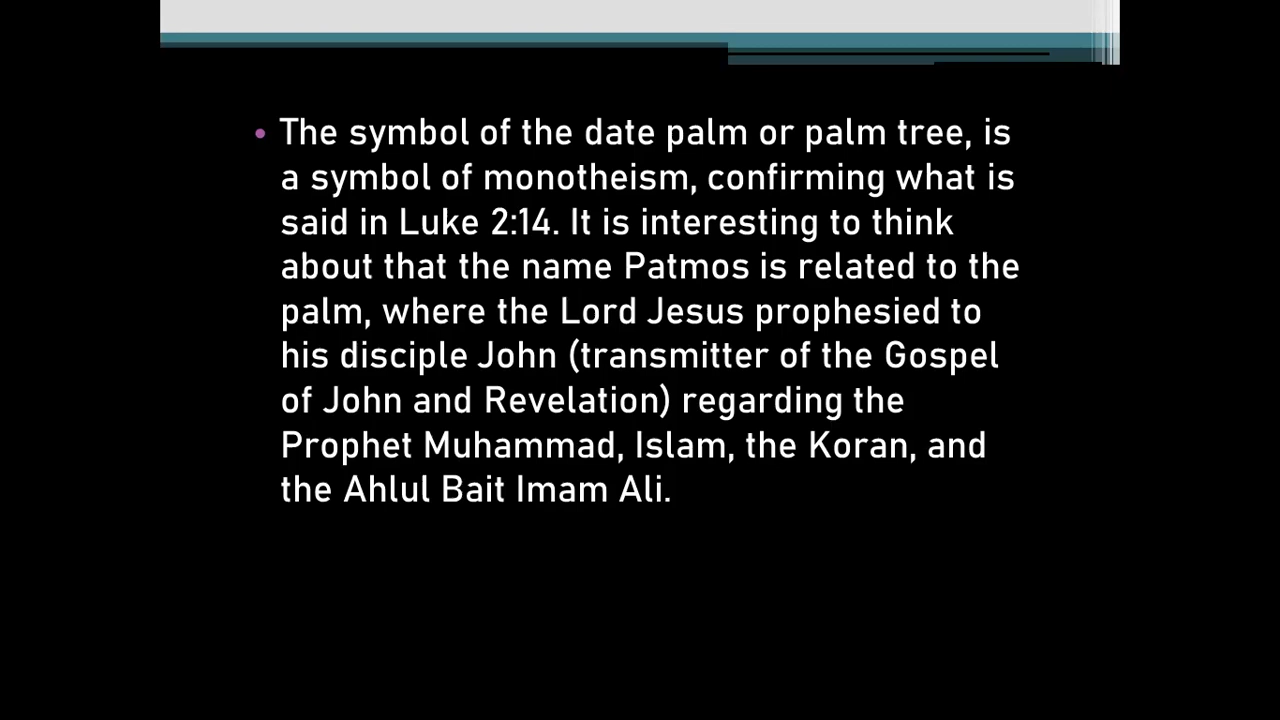 • The symbol of the date palm or palm tree, is
a symbol of monotheism, confirming what is
said in Luke 2:14. It is interesting to think
about that the name Patmos is related to the
palm, where the Lord Jesus prophesied to
his disciple John (transmitter of the Gospel
of John and Revelation) regarding the
Prophet Muhammad, Islam, the Koran, and
the Ahlul Bait Imam Ali.